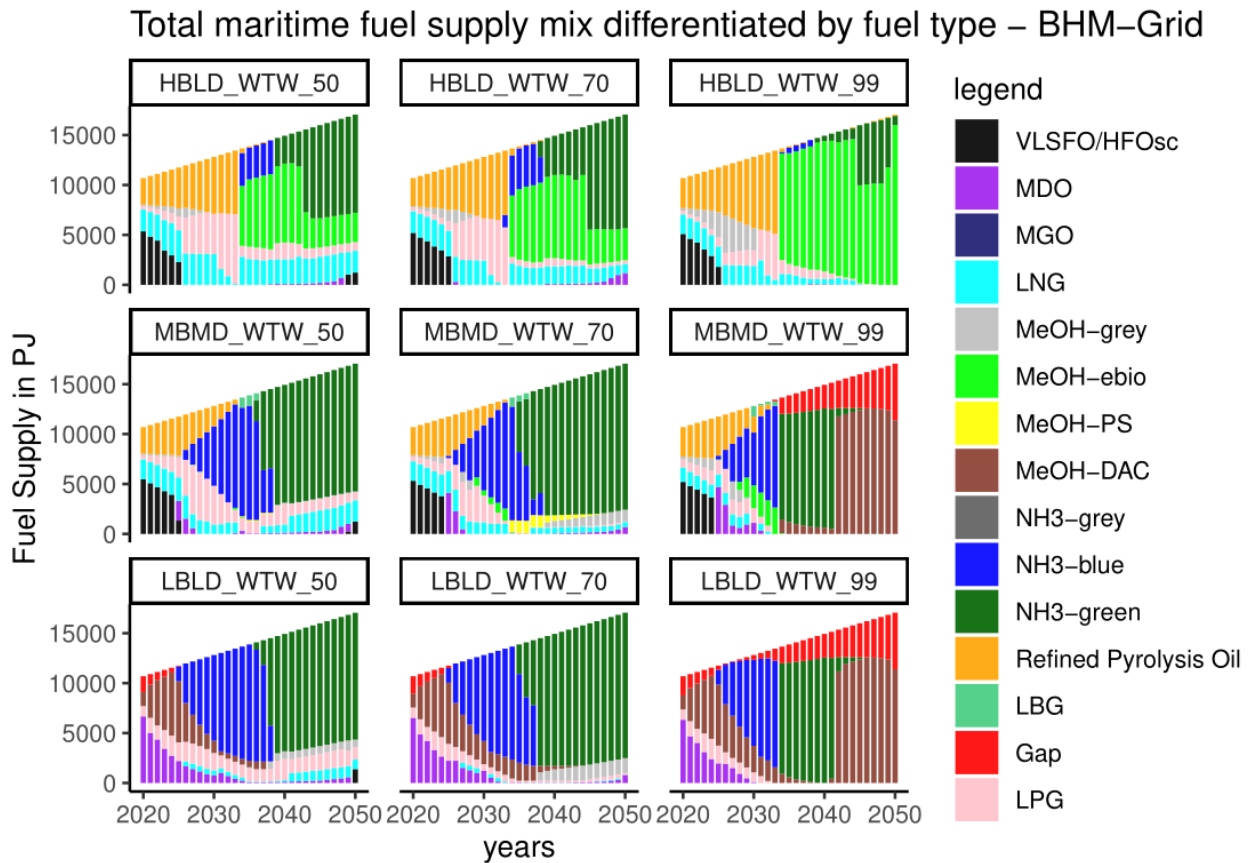 Total maritime fuel supply mix differentiated by fuel type – BHM–Grid
HBLD_WTW_50
HBLD_WTW_70
HBLD_WTW_99
15000
10000
5000
0
MBMD_WTW_50
MBMD_WTW_70
MBMD_WTW_99
15000
10000
5000
0
LBLD_WTW_50
LBLD_WTW_70
LBLD_WTW_99
15000
10000
5000
0
2020 2030 2040 2050
2020 2030 2040 2050
2020 2030 2040 2050
years
Fuel Supply in PJ
legend
VLSFO/HFOsc
MDO
MGO
LNG
MeOH–grey
MeOH–ebio
MeOH–PS
MeOH–DAC
NH3–grey
NH3–blue
NH3–green
Refined Pyrolysis Oil
LBG
Gap
LPG